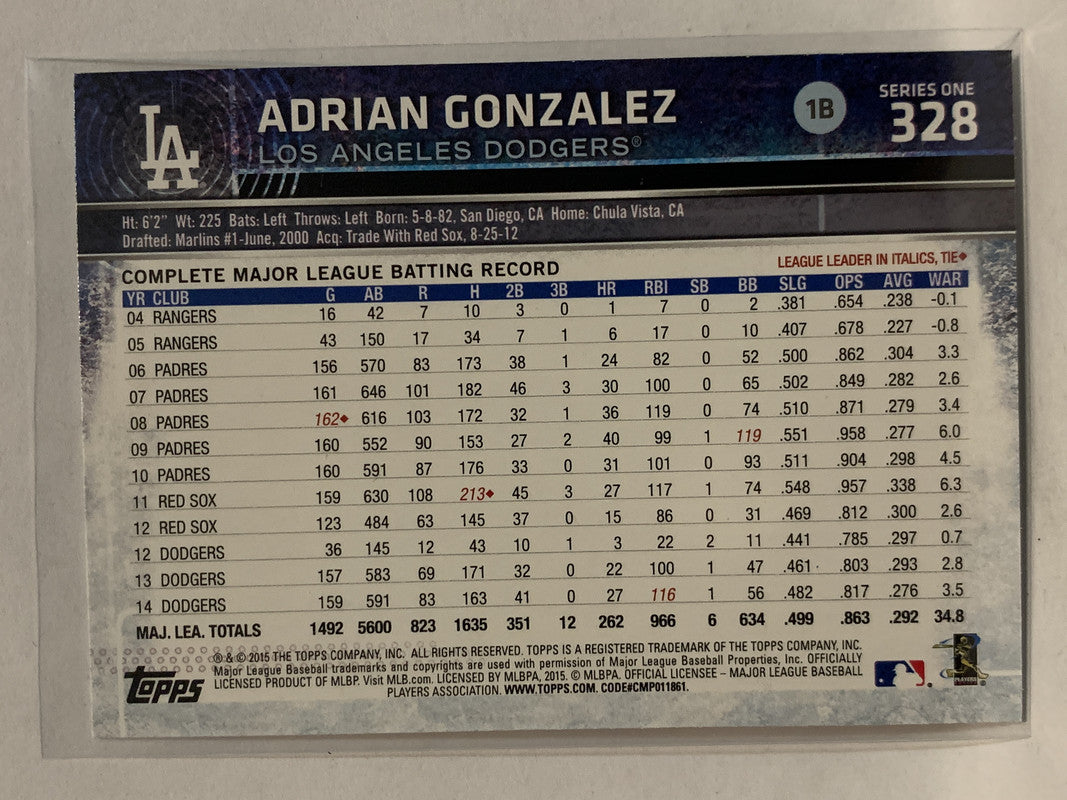 LA
ADRIAN GONZALEZ
LOS ANGELES DODGERS®
1B
SERIES ONE
328
Ht: 6'2" Wt: 225 Bats: Left Throws: Left Born: 5-8-82, San Diego, CA Home: Chula Vista, CA
Drafted: Marlins #1-June, 2000 Acq: Trade With Red Sox, 8-25-12
COMPLETE MAJOR LEAGUE BATTING RECORD
LEAGUE LEADER IN ITALICS, TIE♦
YR CLUB G AB R H 2B 3B HR RBI SB BB SLG OPS AVG WAR
04 RANGERS 16 42 7 10 3 0 1 7 0 2 .381 .654 .238 -0.1
05 RANGERS 43 150 17 34 7 1 6 17 0 10 .407 .678 .227 -0.8
06 PADRES 156 570 83 173 38 1 24 82 0 52 .500 .862 .304 3.3
07 PADRES 161 646 101 182 46 3 30 100 0 65 .502 .849 .282 2.6
08 PADRES 162♦ 616 103 172 32 1 36 119 0 74 .510 .871 .279 3.4
09 PADRES 160 552 90 153 27 2 40 99 1 119 .551 .958 .277 6.0
10 PADRES 160 591 87 176 33 0 31 101 0 93 .511 .904 .298 4.5
11 RED SOX 159 630 108 213♦ 45 3 27 117 1 74 .548 .957 .338 6.3
12 RED SOX 123 484 63 145 37 0 15 86 0 31 .469 .812 .300 2.6
12 DODGERS 36 145 12 43 10 1 3 22 2 11 .441 .785 .297 0.7
13 DODGERS 157 583 69 171 32 0 22 100 1 47 .461 .803 .293 2.8
14 DODGERS 159 591 83 163 41 0 27 116 1 56 .482 .817 .276 3.5
MAJ. LEA. TOTALS 1492 5600 823 1635 351 12 262 966 6 634 .499 .863 .292 34.8
® & © 2015 THE TOPPS COMPANY, INC. ALL RIGHTS RESERVED. TOPPS IS A REGISTERED TRADEMARK OF THE TOPPS COMPANY, INC.
Major League Baseball trademarks and copyrights are used with permission of Major League Baseball Properties, Inc. OFFICIALLY
LICENSED PRODUCT OF MLBP. Visit MLB.com. LICENSED BY MLBPA, 2015. © MLBPA. OFFICIAL LICENSEE – MAJOR LEAGUE BASEBALL
PLAYERS ASSOCIATION. WWW.TOPPS.COM. CODE#CMP011861.
topps
PLAYERS